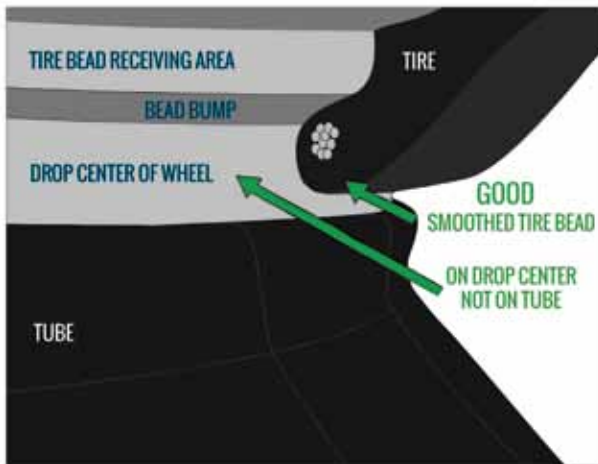 TIRE BEAD RECEIVING AREA
TIRE
BEAD BUMP
DROP CENTER OF WHEEL
GOOD
SMOOTHED TIRE BEAD
ON DROP CENTER
NOT ON TUBE
TUBE